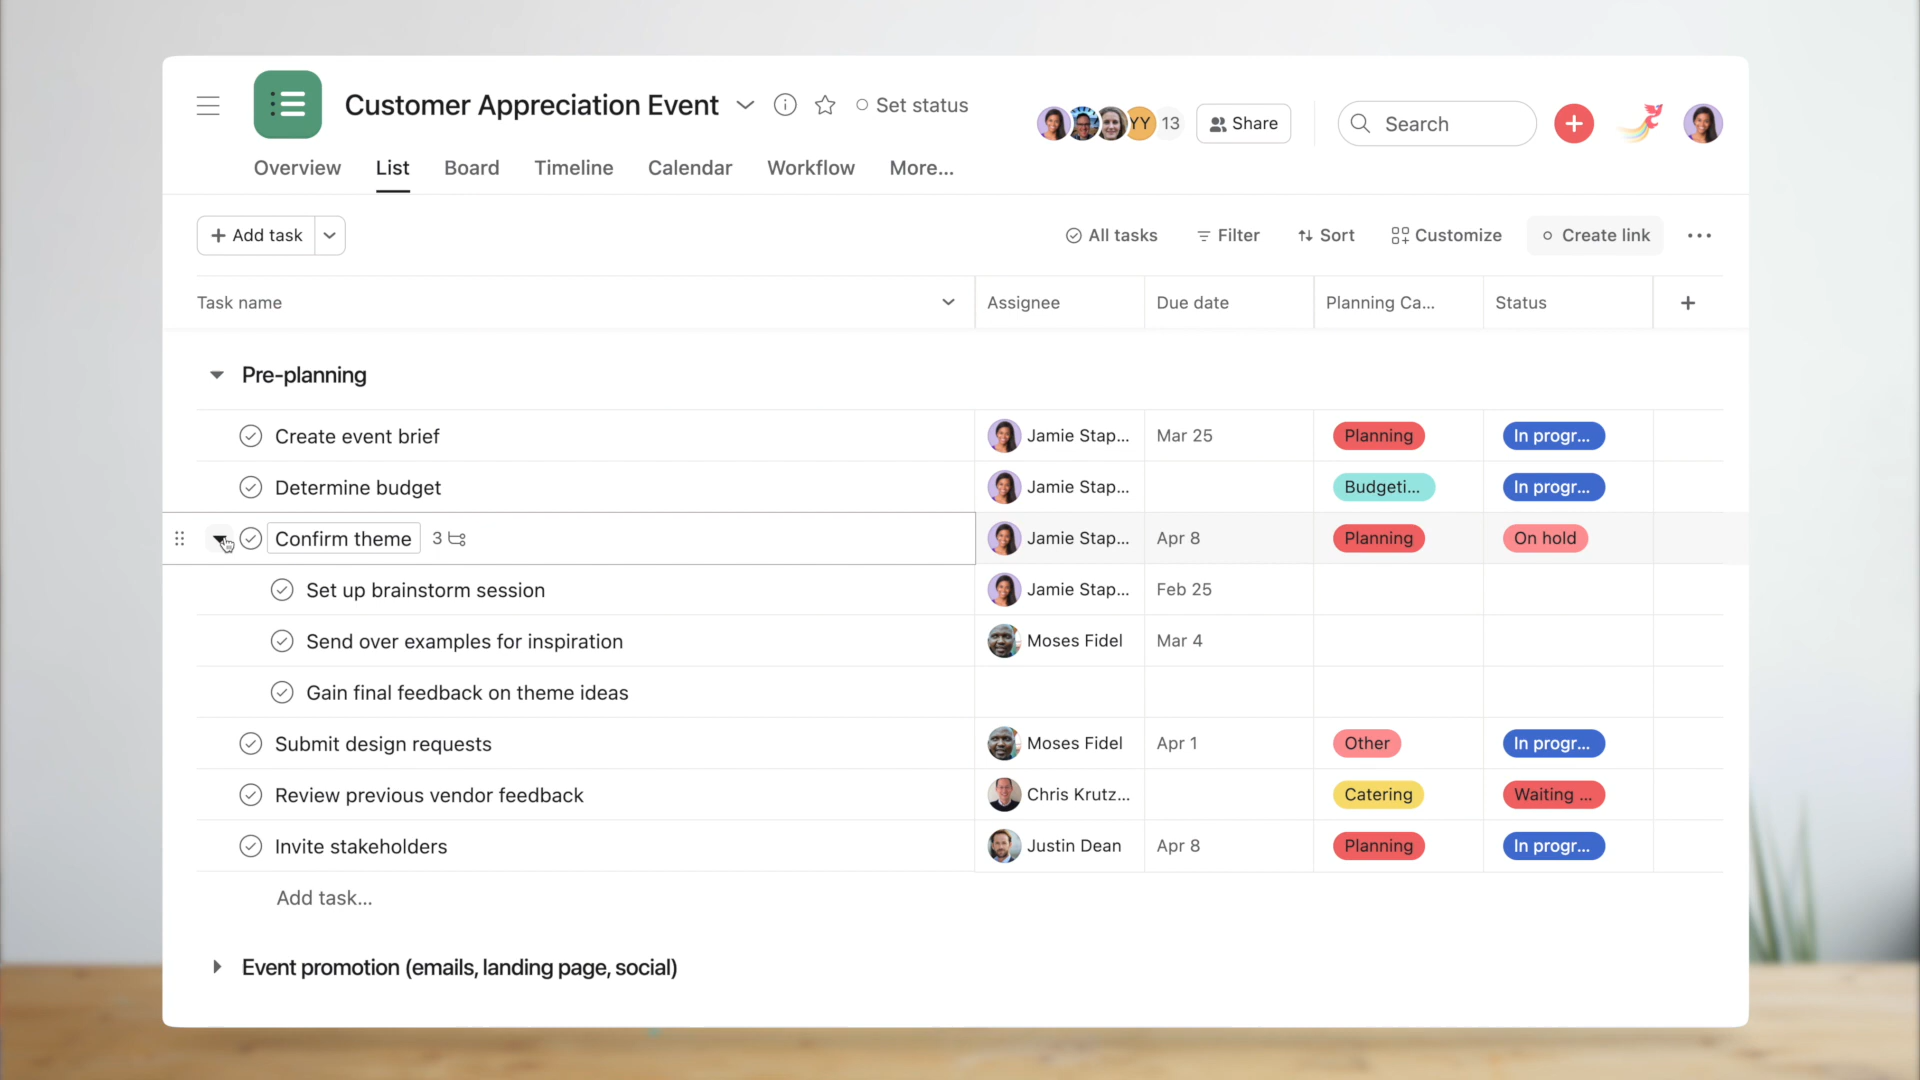 Customer Appreciation Event
Set status
YY 13
Share
Search
Overview List Board Timeline Calendar Workflow More...
Add task
All tasks Filter Sort Customize Create link
Task name Assignee Due date Planning Ca... Status
Pre-planning
Create event brief Jamie Stap... Mar 25 Planning In progr...
Determine budget Jamie Stap... Budgeti... In progr...
Confirm theme 3 Jamie Stap... Apr 8 Planning On hold
Set up brainstorm session Jamie Stap... Feb 25
Send over examples for inspiration Moses Fidel Mar 4
Gain final feedback on theme ideas
Submit design requests Moses Fidel Apr 1 Other In progr...
Review previous vendor feedback Chris Krutz... Catering Waiting ...
Invite stakeholders Justin Dean Apr 8 Planning In progr...
Add task...
Event promotion (emails, landing page, social)